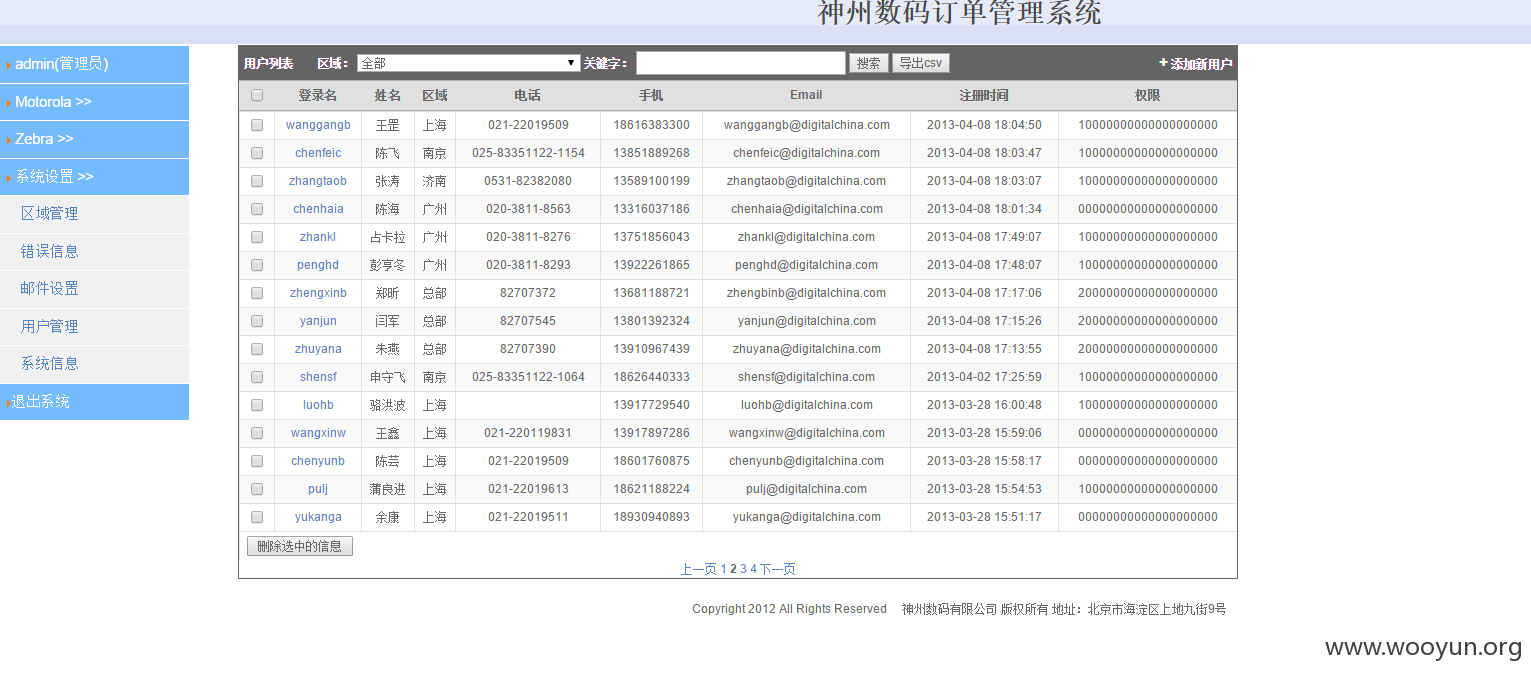 神州数码订单管理系统
admin(管理员)
Motorola >>
Zebra >>
系统设置 >>
区域管理
错误信息
邮件设置
用户管理
系统信息
退出系统
用户列表 区域： 全部 关键字： 搜索 导出csv + 添加新用户
登录名 姓名 区域 电话 手机 Email 注册时间 权限
wanggangb 王罡 上海 021-22019509 18616383300 wanggangb@digitalchina.com 2013-04-08 18:04:50 10000000000000000000
chenfeic 陈飞 南京 025-83351122-1154 13851889268 chenfeic@digitalchina.com 2013-04-08 18:03:47 10000000000000000000
zhangtaob 张涛 济南 0531-82382080 13589100199 zhangtaob@digitalchina.com 2013-04-08 18:03:07 10000000000000000000
chenhaia 陈海 广州 020-3811-8563 13316037186 chenhaia@digitalchina.com 2013-04-08 18:01:34 00000000000000000000
zhankl 占卡拉 广州 020-3811-8276 13751856043 zhankl@digitalchina.com 2013-04-08 17:49:07 10000000000000000000
penghd 彭亨冬 广州 020-3811-8293 13922261865 penghd@digitalchina.com 2013-04-08 17:48:07 10000000000000000000
zhengxinb 郑昕 总部 82707372 13681188721 zhengbinb@digitalchina.com 2013-04-08 17:17:06 20000000000000000000
yanjun 闫军 总部 82707545 13801392324 yanjun@digitalchina.com 2013-04-08 17:15:26 20000000000000000000
zhuyana 朱燕 总部 82707390 13910967439 zhuyana@digitalchina.com 2013-04-08 17:13:55 20000000000000000000
shensf 申守飞 南京 025-83351122-1064 18626440333 shensf@digitalchina.com 2013-04-02 17:25:59 10000000000000000000
luohb 骆洪波 上海 13917729540 luohb@digitalchina.com 2013-03-28 16:00:48 10000000000000000000
wangxinw 王鑫 上海 021-220119831 13917897286 wangxinw@digitalchina.com 2013-03-28 15:59:06 00000000000000000000
chenyunb 陈芸 上海 021-22019509 18601760875 chenyunb@digitalchina.com 2013-03-28 15:58:17 00000000000000000000
pulj 蒲良进 上海 021-22019613 18621188224 pulj@digitalchina.com 2013-03-28 15:54:53 10000000000000000000
yukanga 余康 上海 021-22019511 18930940893 yukanga@digitalchina.com 2013-03-28 15:51:17 00000000000000000000
删除选中的信息
上一页 1 2 3 4 下一页
Copyright 2012 All Rights Reserved 神州数码有限公司 版权所有 地址：北京市海淀区上地九街9号
www.wooyun.org